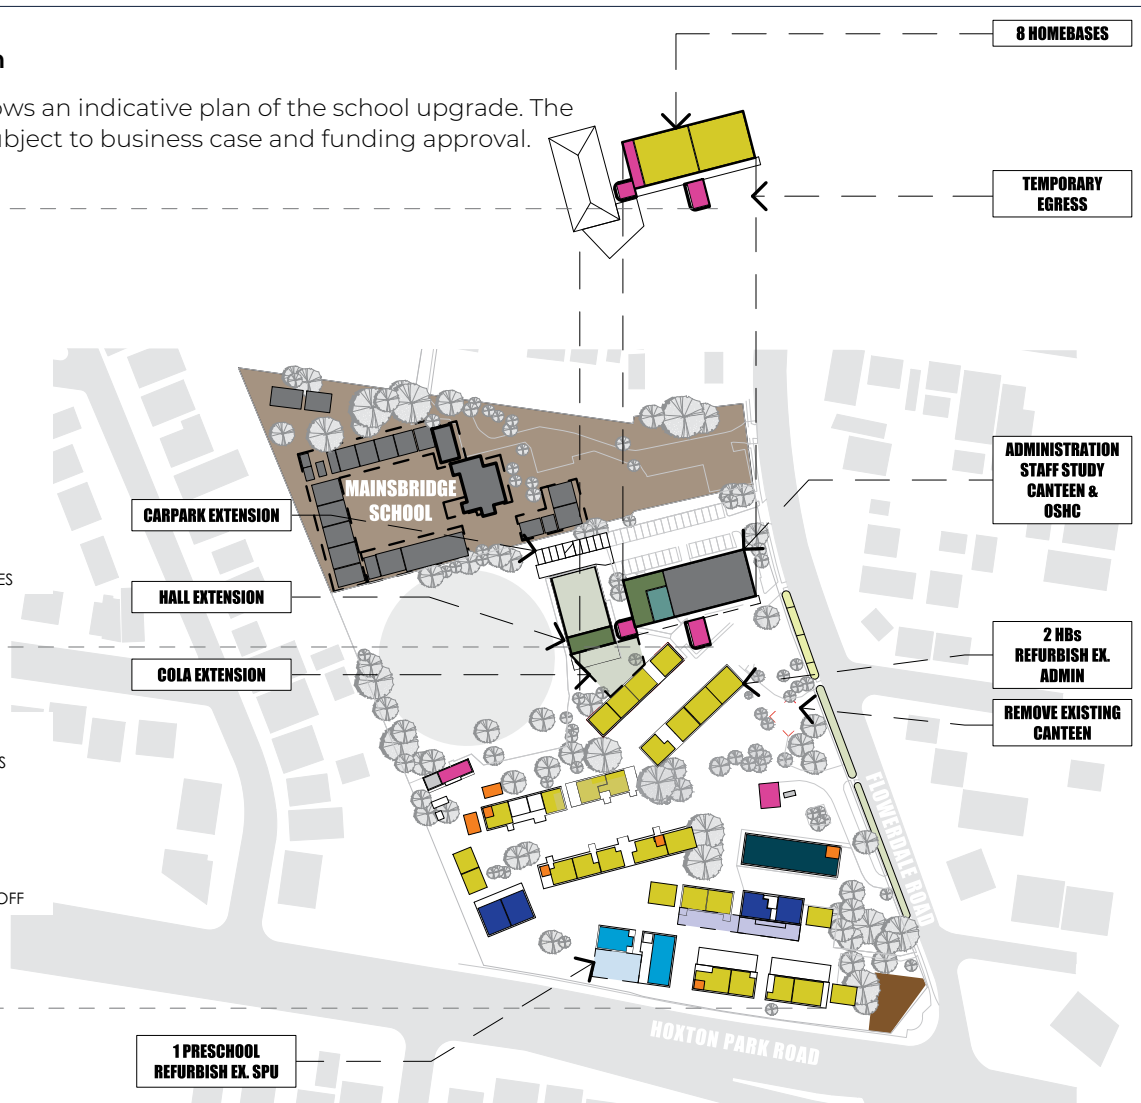 8 HOMEBASES
ows an indicative plan of the school upgrade. The
ubject to business case and funding approval.
TEMPORARY
EGRESS
ADMINISTRATION
STAFF STUDY
CANTEEN &
OSHC
MAINSBRIDGE
SCHOOL
CARPARK EXTENSION
ES
HALL EXTENSION
2 HBs
REFURBISH EX.
ADMIN
COLA EXTENSION
REMOVE EXISTING
CANTEEN
S
FLOWERDALE ROAD
OFF
HOXTON PARK ROAD
1 PRESCHOOL
REFURBISH EX. SPU